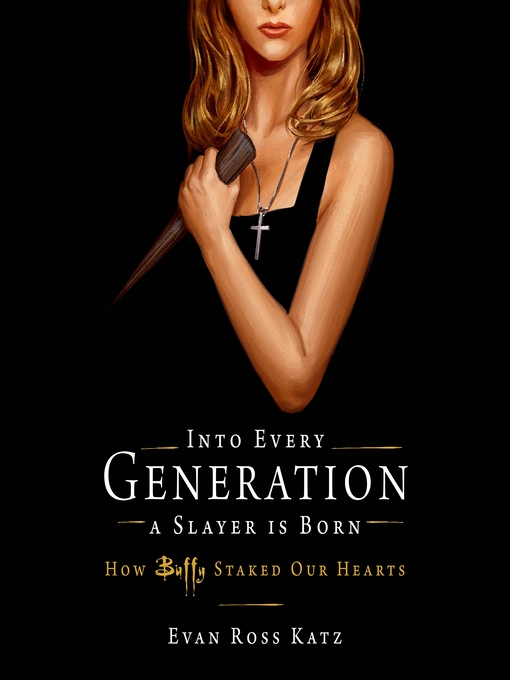 Into Every
Generation
a Slayer is Born
How Buffy Staked Our Hearts
Evan Ross Katz